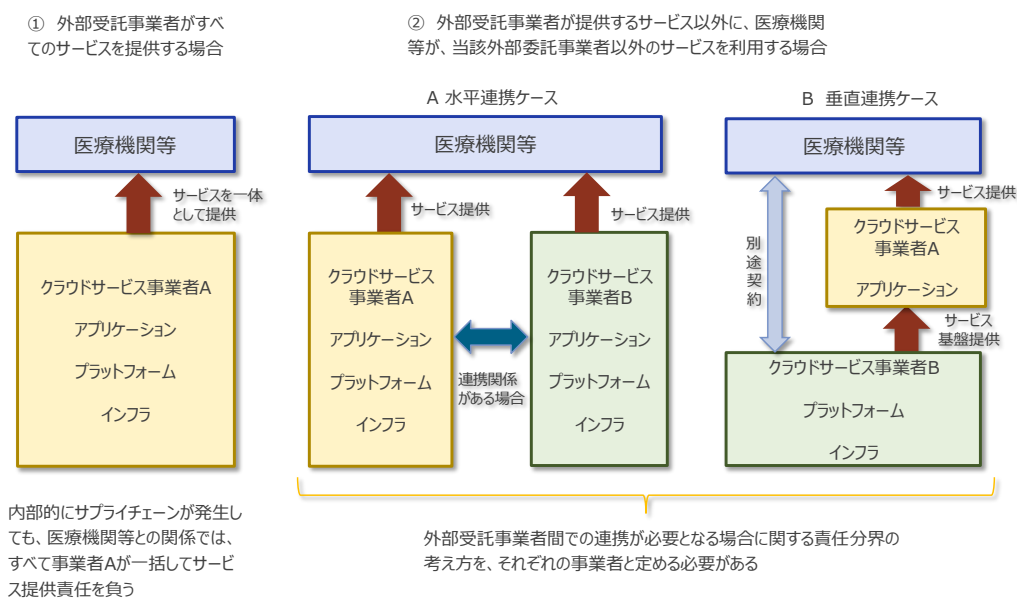 ① 外部受託事業者がすべ
てのサービスを提供する場合
② 外部受託事業者が提供するサービス以外に、医療機関
等が、当該外部委託事業者以外のサービスを利用する場合
A 水平連携ケース
B 垂直連携ケース
医療機関等
サービスを一体
として提供
クラウドサービス事業者A
アプリケーション
プラットフォーム
インフラ
内部的にサプライチェーンが発生し
ても、医療機関等との関係では、
すべて事業者Aが一括してサービ
ス提供責任を負う
医療機関等
サービス提供
サービス提供
クラウドサービス
事業者A
アプリケーション
プラットフォーム
インフラ
連携関係
がある場合
クラウドサービス
事業者B
アプリケーション
プラットフォーム
インフラ
医療機関等
別途契約
サービス提供
クラウドサービス
事業者A
アプリケーション
サービス
基盤提供
クラウドサービス事業者B
プラットフォーム
インフラ
外部受託事業者間での連携が必要となる場合に関する責任分界の
考え方を、それぞれの事業者と定める必要がある